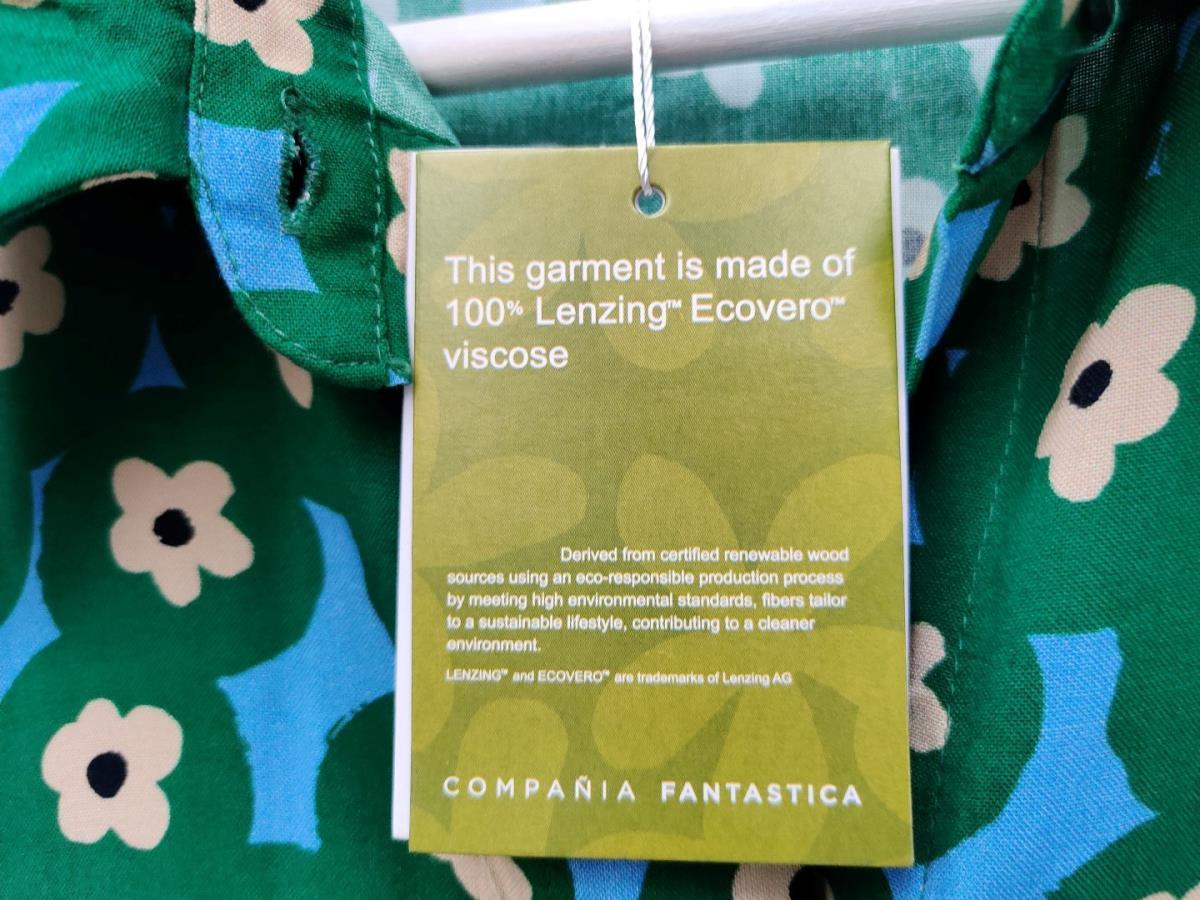 This garment is made of
100% Lenzing™ Ecovero™
viscose
Derived from certified renewable wood
sources using an eco-responsible production process
by meeting high environmental standards, fibers tailor
to a sustainable lifestyle, contributing to a cleaner
environment.
LENZING™ and ECOVERO™ are trademarks of Lenzing AG
COMPAÑIA FANTASTICA